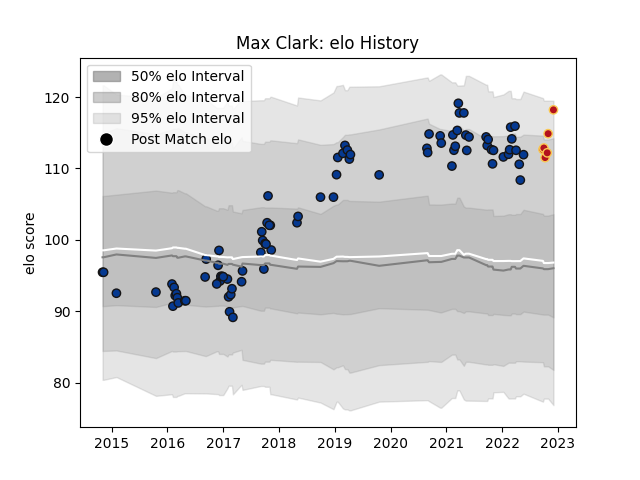 Max Clark: elo History
50% elo Interval
80% elo Interval
95% elo Interval
Post Match elo
elo score
120
110
100
90
80
2015 2016 2017 2018 2019 2020 2021 2022 2023